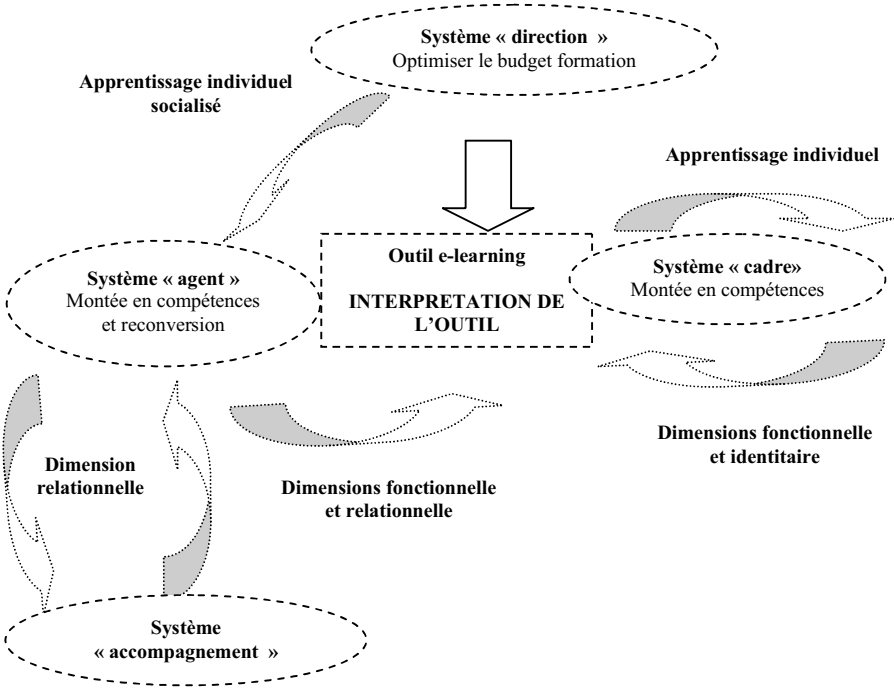 Système « direction »
Optimiser le budget formation
Apprentissage individuel
socialisé
Apprentissage individuel
Outil e-learning
INTERPRETATION DE
L’OUTIL
Système « agent »
Montée en compétences
et reconversion
Système « cadre»
Montée en compétences
Dimensions fonctionnelle
et identitaire
Dimension
relationnelle
Dimensions fonctionnelle
et relationnelle
Système
« accompagnement »